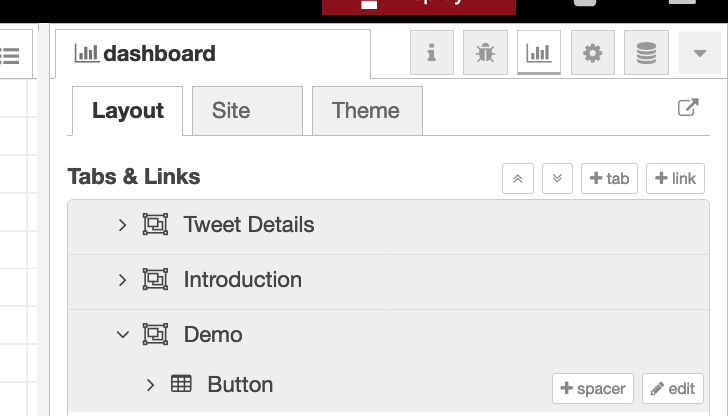 dashboard
Layout Site Theme
Tabs & Links + tab + link
Tweet Details
Introduction
Demo
Button + spacer edit